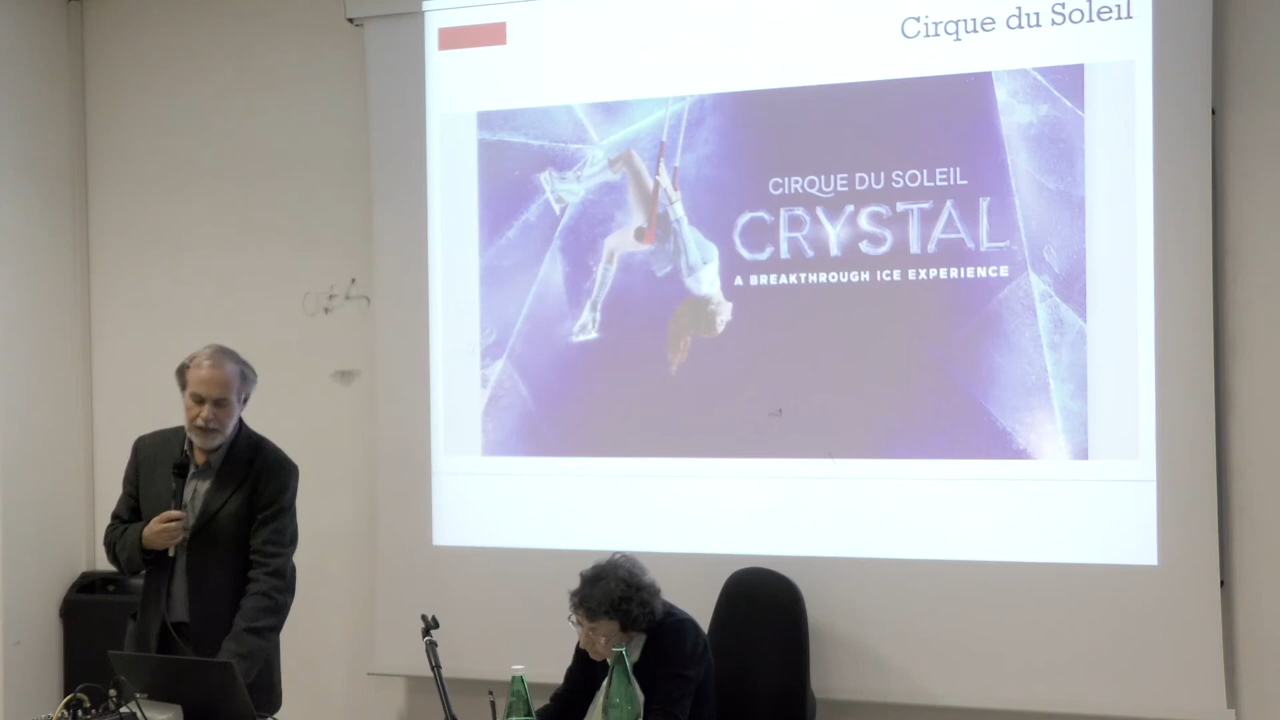 Cirque du Soleil
CIRQUE DU SOLEIL
CRYSTAL
A BREAKTHROUGH ICE EXPERIENCE